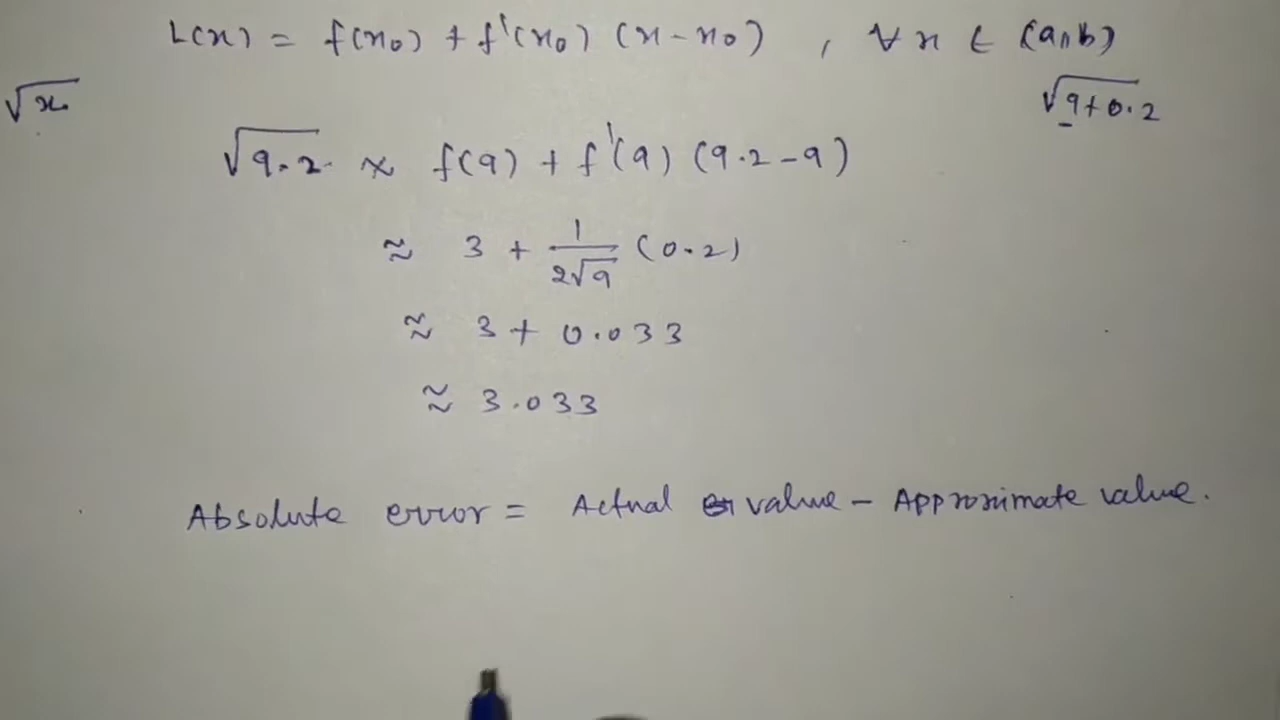 L(x) = f(x₀) + f'(x₀) (x - x₀) , ∀ x ∈ (a, b)
√x
√9+0.2
√9.2 ≈ f(9) + f'(9) (9.2 - 9)
≈ 3 + 1/2√9 (0.2)
≈ 3 + 0.033
≈ 3.033
Absolute error = Actual value - Approximate value.